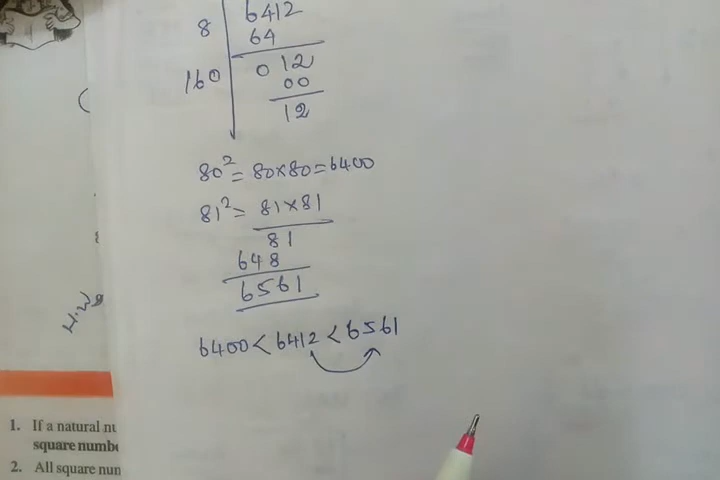 8 6412
64
160 012
00
12
80² = 80×80=6400
81² = 81×81
81
648
6561
6400 < 6412 < 6561
1. If a natural nu
square numbe
2. All square nun